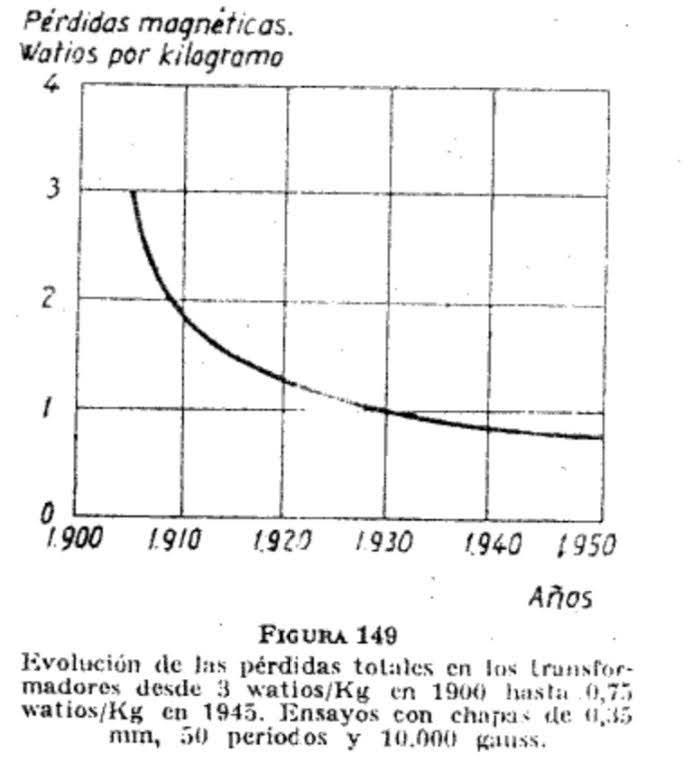 Pérdidas magnéticas.
Watios por kilogramo
4
3
2
1
0
1.900 1.910 1.920 1.930 1.940 1.950
Años
FIGURA 149
Evolución de las pérdidas totales en los transfor-
madores desde 3 watios/Kg en 1900 hasta 0,75
watios/Kg en 1945. Ensayos con chapas de 0,35
mm, 50 periodos y 10.000 gauss.